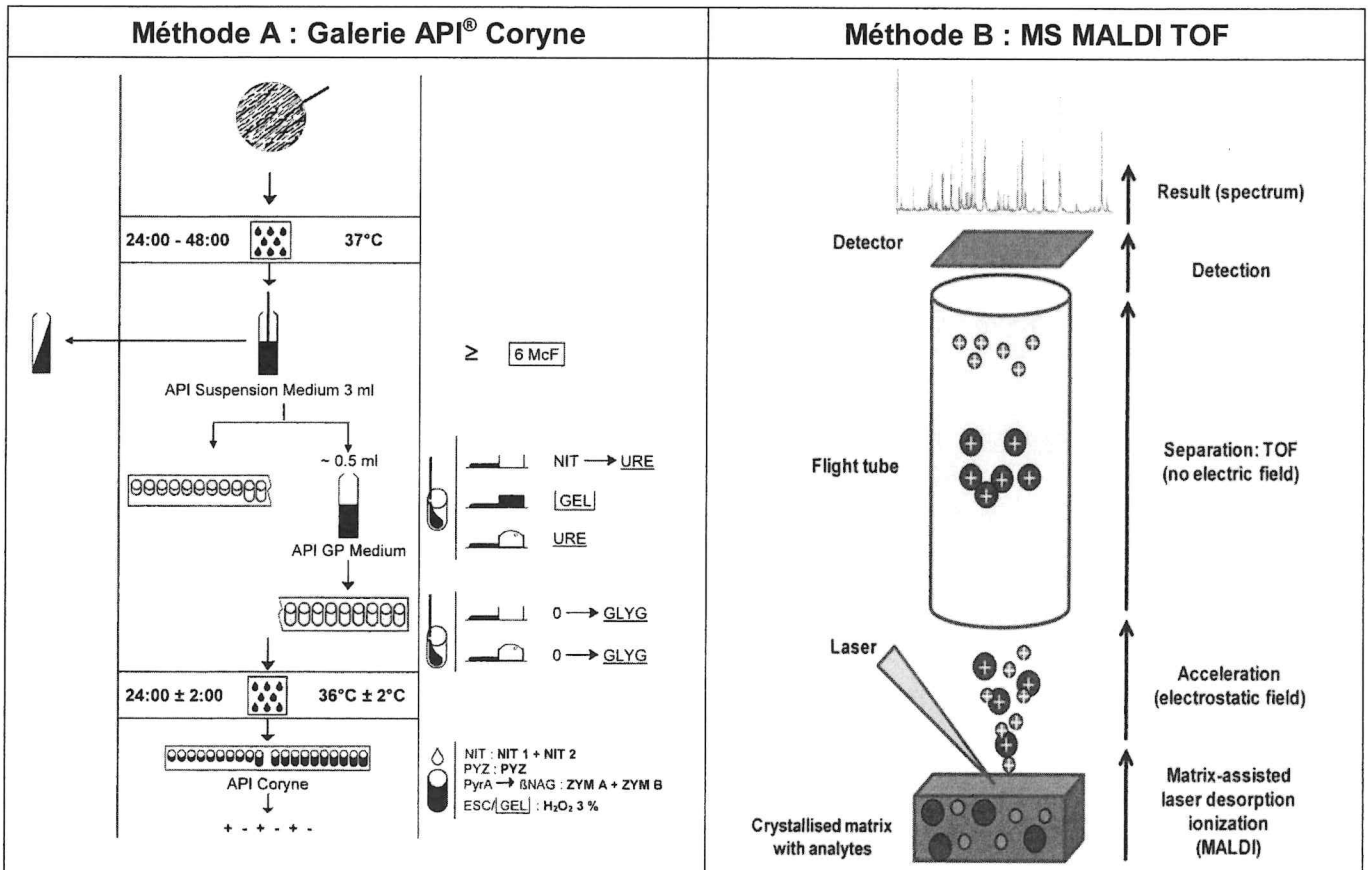 Méthode A : Galerie API® Coryne
24:00 - 48:00 37°C
≥ 6 McF
API Suspension Medium 3 ml
~ 0.5 ml
NIT → URE
GEL
URE
API GP Medium
0 → GLYG
0 → GLYG
24:00 ± 2:00 36°C ± 2°C
API Coryne
+ - + - + -
NIT : NIT 1 + NIT 2
PYZ : PYZ
PyrA → ßNAG : ZYM A + ZYM B
ESC/GEL : H₂O₂ 3 %
Méthode B : MS MALDI TOF
Result (spectrum)
Detector
Detection
Flight tube
Separation: TOF
(no electric field)
Laser
Acceleration
(electrostatic field)
Crystallised matrix
with analytes
Matrix-assisted
laser desorption
ionization
(MALDI)